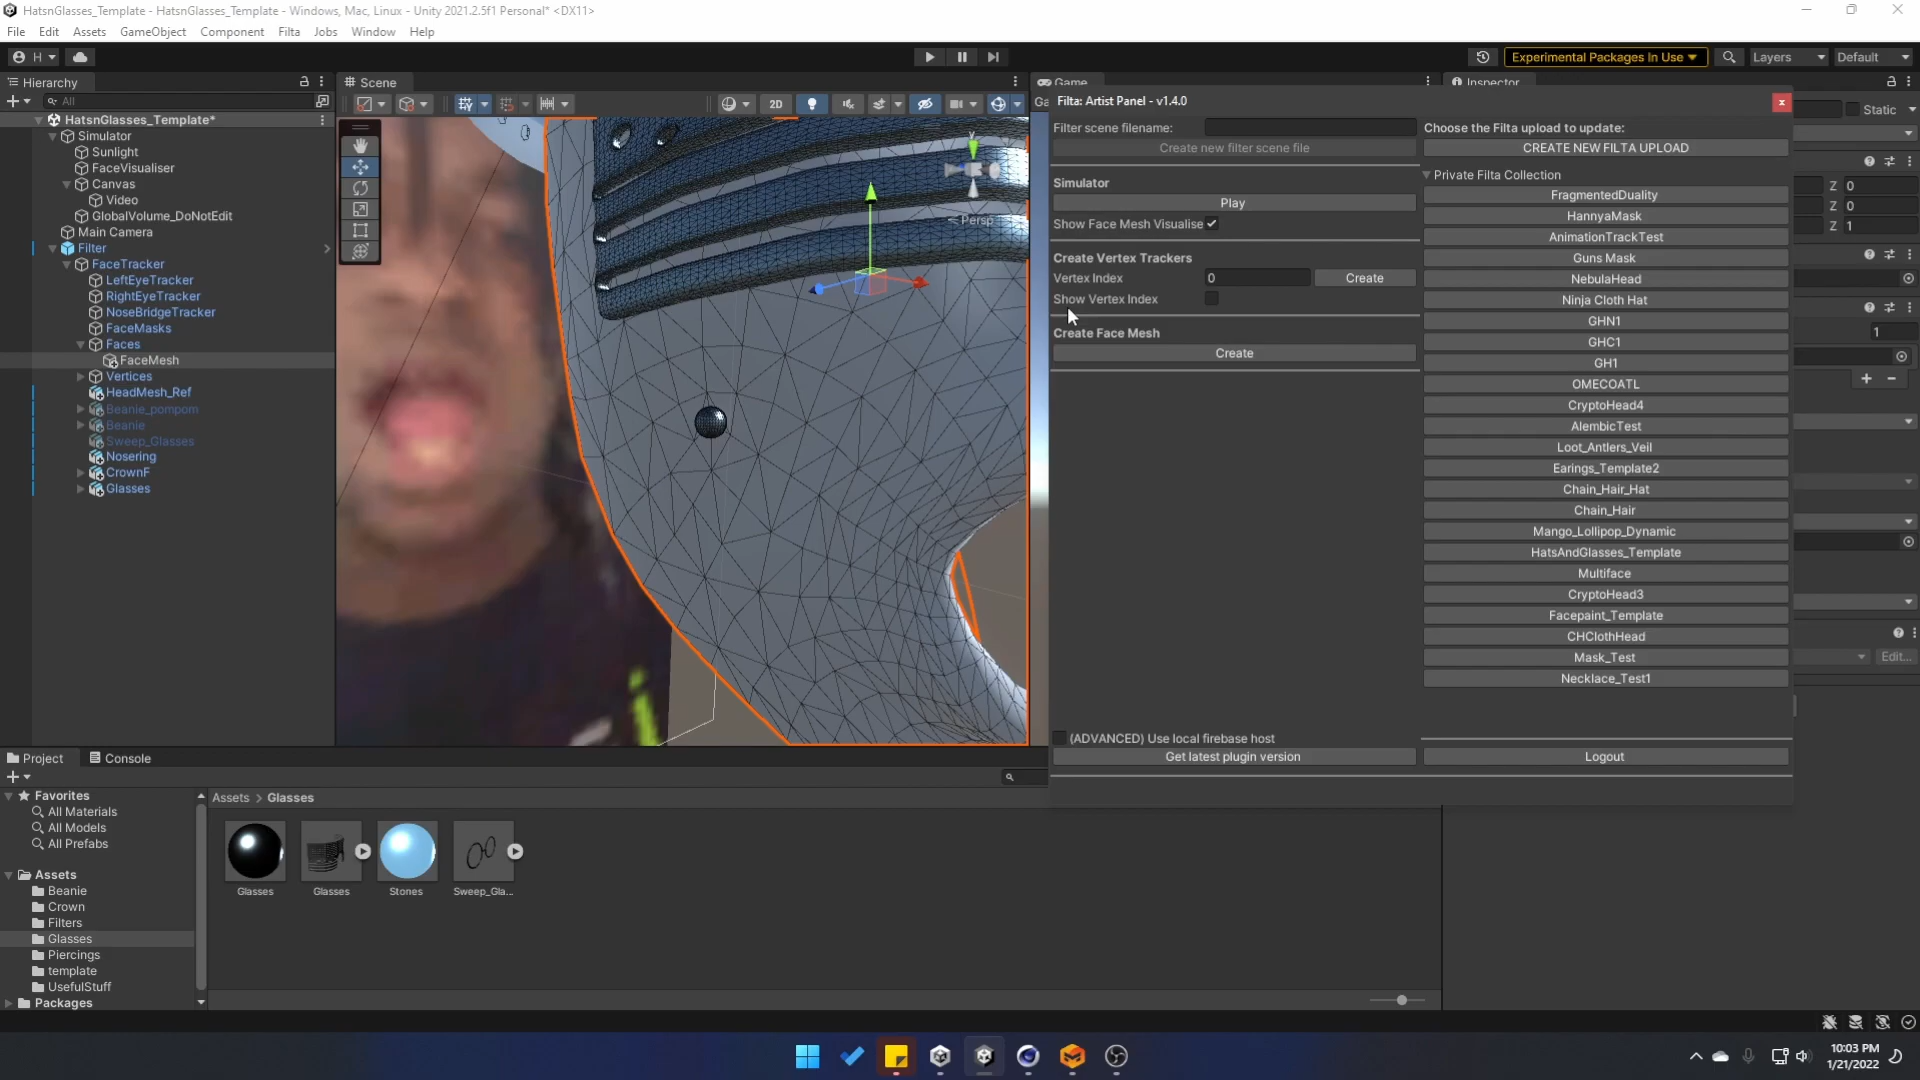 HatsnGlasses_Template - HatsnGlasses_Template - Windows, Mac, Linux - Unity 2021.2.5f1 Personal* <DX11>
File Edit Assets GameObject Component Filta Jobs Window Help
H Experimental Packages In Use Layers Default
Hierarchy
All
HatsnGlasses_Template*
Simulator
Sunlight
FaceVisualiser
Canvas
Video
GlobalVolume_DoNotEdit
Main Camera
Filter
FaceTracker
LeftEyeTracker
RightEyeTracker
NoseBridgeTracker
FaceMasks
Faces
FaceMesh
Vertices
HeadMesh_Ref
Beanie_pompom
Beanie
Sweep_Glasses
Nosering
CrownF
Glasses
Scene
2D
y
Persp
Game
Ga
Inspector
Static
Z 0
Z 0
Z 1
1
Edit...
Filta: Artist Panel - v1.4.0
Filter scene filename:
Create new filter scene file
Simulator
Play
Show Face Mesh Visualise
Create Vertex Trackers
Vertex Index 0 Create
Show Vertex Index
Create Face Mesh
Create
(ADVANCED) Use local firebase host
Get latest plugin version
Choose the Filta upload to update:
CREATE NEW FILTA UPLOAD
Private Filta Collection
FragmentedDuality
HannyaMask
AnimationTrackTest
Guns Mask
NebulaHead
Ninja Cloth Hat
GHN1
GHC1
GH1
OMECOATL
CryptoHead4
AlembicTest
Loot_Antlers_Veil
Earings_Template2
Chain_Hair_Hat
Chain_Hair
Mango_Lollipop_Dynamic
HatsAndGlasses_Template
Multiface
CryptoHead3
Facepaint_Template
CHClothHead
Mask_Test
Necklace_Test1
Logout
Project Console
Favorites
All Materials
All Models
All Prefabs
Assets
Beanie
Crown
Filters
Glasses
Piercings
template
UsefulStuff
Packages
Assets > Glasses
Glasses Glasses Stones Sweep_Gla...
10:03 PM
1/21/2022